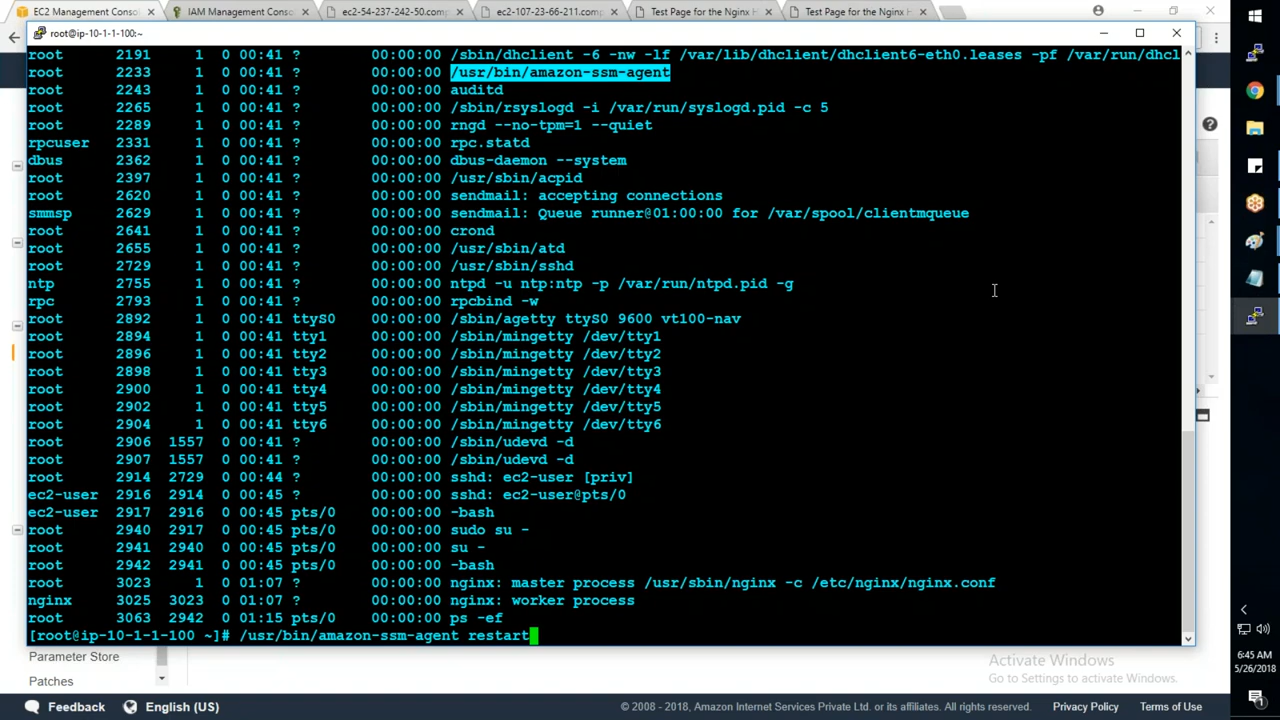 EC2 Management Consol
IAM Management Conso
ec2-54-237-242-50.comp
ec2-107-23-66-211.comp
Test Page for the Nginx H
Test Page for the Nginx H
root@ip-10-1-1-100:~
root 2191 1 0 00:41 ? 00:00:00 /sbin/dhclient -6 -nw -lf /var/lib/dhclient/dhclient6-eth0.leases -pf /var/run/dhcl
root 2233 1 0 00:41 ? 00:00:00 /usr/bin/amazon-ssm-agent
root 2243 1 0 00:41 ? 00:00:00 auditd
root 2265 1 0 00:41 ? 00:00:00 /sbin/rsyslogd -i /var/run/syslogd.pid -c 5
root 2289 1 0 00:41 ? 00:00:00 rngd --no-tpm=1 --quiet
rpcuser 2331 1 0 00:41 ? 00:00:00 rpc.statd
dbus 2362 1 0 00:41 ? 00:00:00 dbus-daemon --system
root 2397 1 0 00:41 ? 00:00:00 /usr/sbin/acpid
root 2620 1 0 00:41 ? 00:00:00 sendmail: accepting connections
smmsp 2629 1 0 00:41 ? 00:00:00 sendmail: Queue runner@01:00:00 for /var/spool/clientmqueue
root 2641 1 0 00:41 ? 00:00:00 crond
root 2655 1 0 00:41 ? 00:00:00 /usr/sbin/atd
root 2729 1 0 00:41 ? 00:00:00 /usr/sbin/sshd
ntp 2755 1 0 00:41 ? 00:00:00 ntpd -u ntp:ntp -p /var/run/ntpd.pid -g
rpc 2793 1 0 00:41 ? 00:00:00 rpcbind -w
root 2892 1 0 00:41 ttyS0 00:00:00 /sbin/agetty ttyS0 9600 vt100-nav
root 2894 1 0 00:41 tty1 00:00:00 /sbin/mingetty /dev/tty1
root 2896 1 0 00:41 tty2 00:00:00 /sbin/mingetty /dev/tty2
root 2898 1 0 00:41 tty3 00:00:00 /sbin/mingetty /dev/tty3
root 2900 1 0 00:41 tty4 00:00:00 /sbin/mingetty /dev/tty4
root 2902 1 0 00:41 tty5 00:00:00 /sbin/mingetty /dev/tty5
root 2904 1 0 00:41 tty6 00:00:00 /sbin/mingetty /dev/tty6
root 2906 1557 0 00:41 ? 00:00:00 /sbin/udevd -d
root 2907 1557 0 00:41 ? 00:00:00 /sbin/udevd -d
root 2914 2729 0 00:44 ? 00:00:00 sshd: ec2-user [priv]
ec2-user 2916 2914 0 00:45 ? 00:00:00 sshd: ec2-user@pts/0
ec2-user 2917 2916 0 00:45 pts/0 00:00:00 -bash
root 2940 2917 0 00:45 pts/0 00:00:00 sudo su -
root 2941 2940 0 00:45 pts/0 00:00:00 su -
root 2942 2941 0 00:45 pts/0 00:00:00 -bash
root 3023 1 0 01:07 ? 00:00:00 nginx: master process /usr/sbin/nginx -c /etc/nginx/nginx.conf
nginx 3025 3023 0 01:07 ? 00:00:00 nginx: worker process
root 3063 2942 0 01:15 pts/0 00:00:00 ps -ef
[root@ip-10-1-1-100 ~]# /usr/bin/amazon-ssm-agent restart
Parameter Store
Patches
Activate Windows
Go to Settings to activate Windows.
6:45 AM
5/26/2018
Feedback
English (US)
© 2008 - 2018, Amazon Internet Services Private Ltd. or its affiliates. All rights reserved.
Privacy Policy
Terms of Use